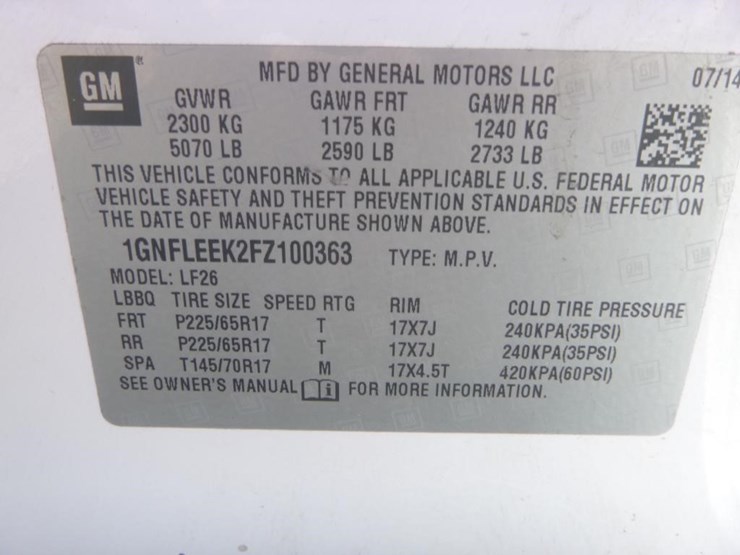 GM®
MFD BY GENERAL MOTORS LLC 07/14
GVWR GAWR FRT GAWR RR
2300 KG 1175 KG 1240 KG
5070 LB 2590 LB 2733 LB
THIS VEHICLE CONFORMS TO ALL APPLICABLE U.S. FEDERAL MOTOR
VEHICLE SAFETY AND THEFT PREVENTION STANDARDS IN EFFECT ON
THE DATE OF MANUFACTURE SHOWN ABOVE.
1GNFLEEK2FZ100363 TYPE: M.P.V.
MODEL: LF26
LBBQ TIRE SIZE SPEED RTG RIM COLD TIRE PRESSURE
FRT P225/65R17 T 17X7J 240KPA(35PSI)
RR P225/65R17 T 17X7J 240KPA(35PSI)
SPA T145/70R17 M 17X4.5T 420KPA(60PSI)
SEE OWNER'S MANUAL i FOR MORE INFORMATION.